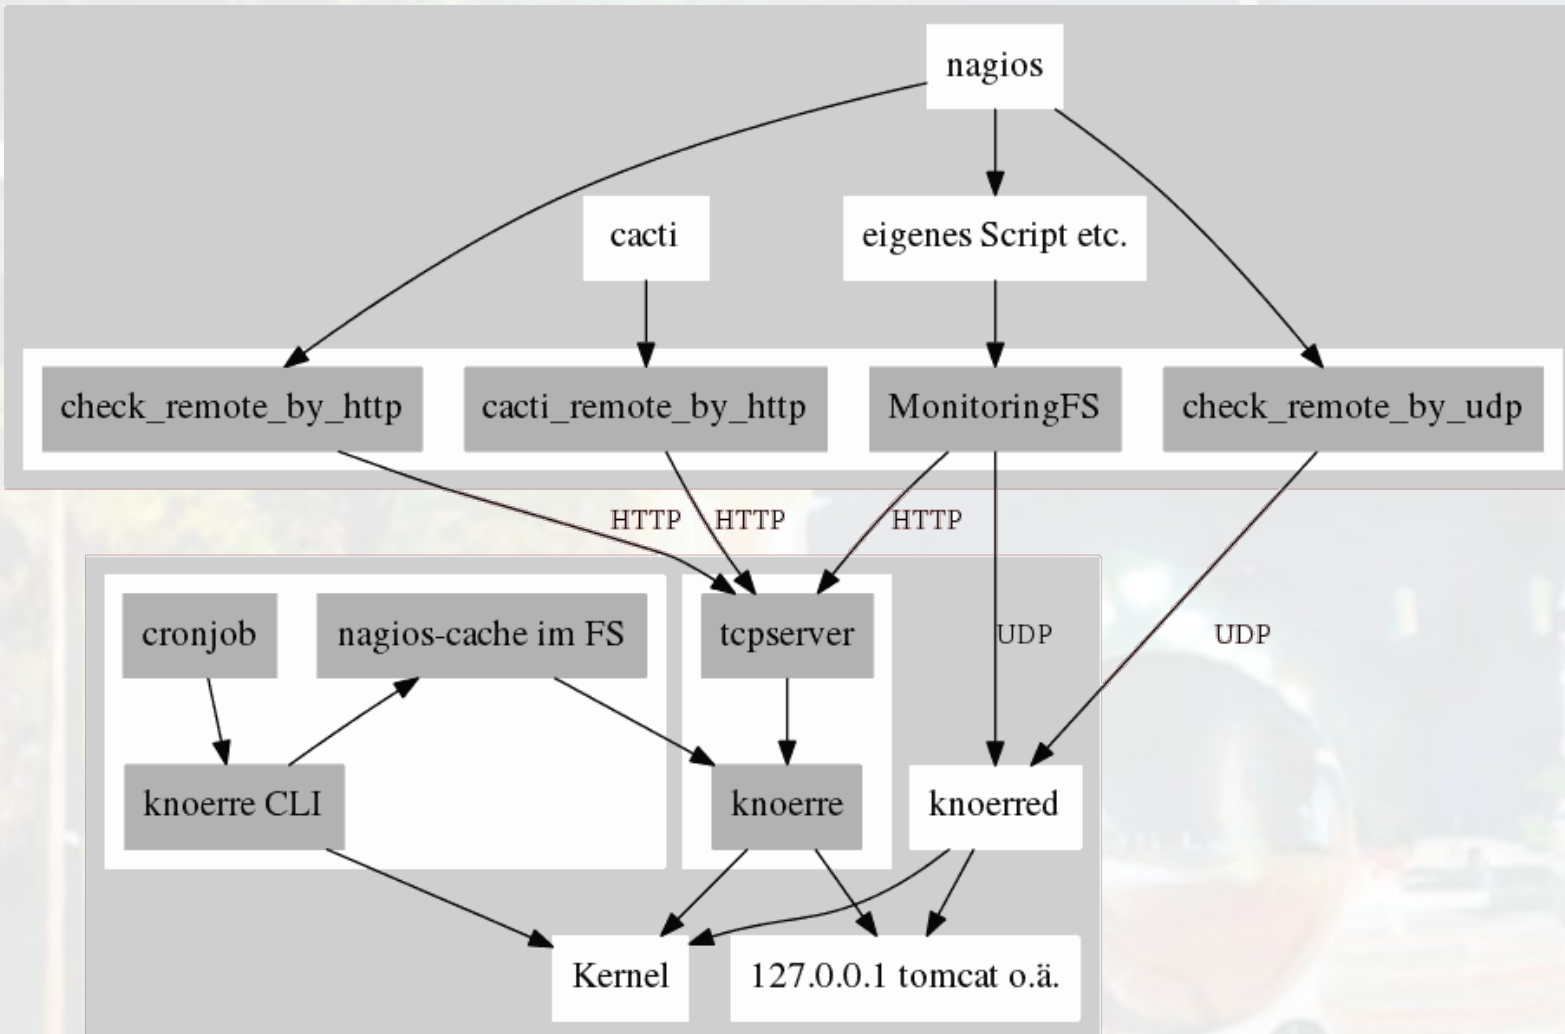 nagios
cacti
eigenes Script etc.
check_remote_by_http
cacti_remote_by_http
MonitoringFS
check_remote_by_udp
HTTP
HTTP
HTTP
cronjob
nagios-cache im FS
tcpserver
UDP
UDP
knoerre CLI
knoerre
knoerred
Kernel
127.0.0.1 tomcat o.ä.